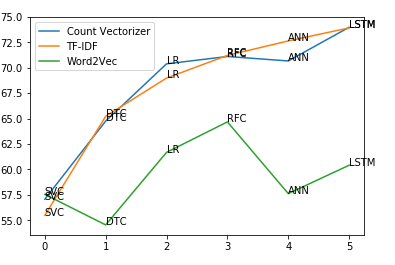 75.0
72.5
70.0
67.5
65.0
62.5
60.0
57.5
55.0
Count Vectorizer
TF-IDF
Word2Vec
SVC
DTC
LR
RFC
ANN
LSTM
SVC
DTC
LR
RFC
ANN
LSTM
SVC
DTC
LR
RFC
ANN
LSTM
0 1 2 3 4 5